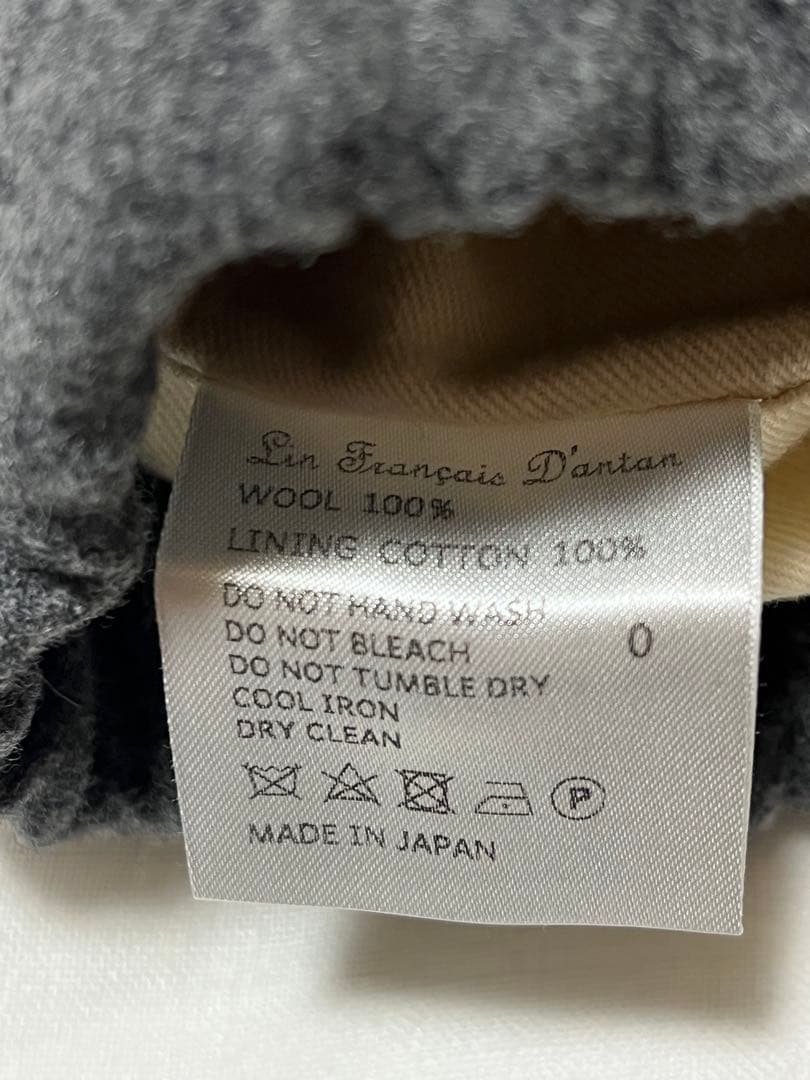 Lin Français D'antan
WOOL 100%
LINING COTTON 100%
DO NOT HAND WASH
DO NOT BLEACH 0
DO NOT TUMBLE DRY
COOL IRON
DRY CLEAN
P
MADE IN JAPAN